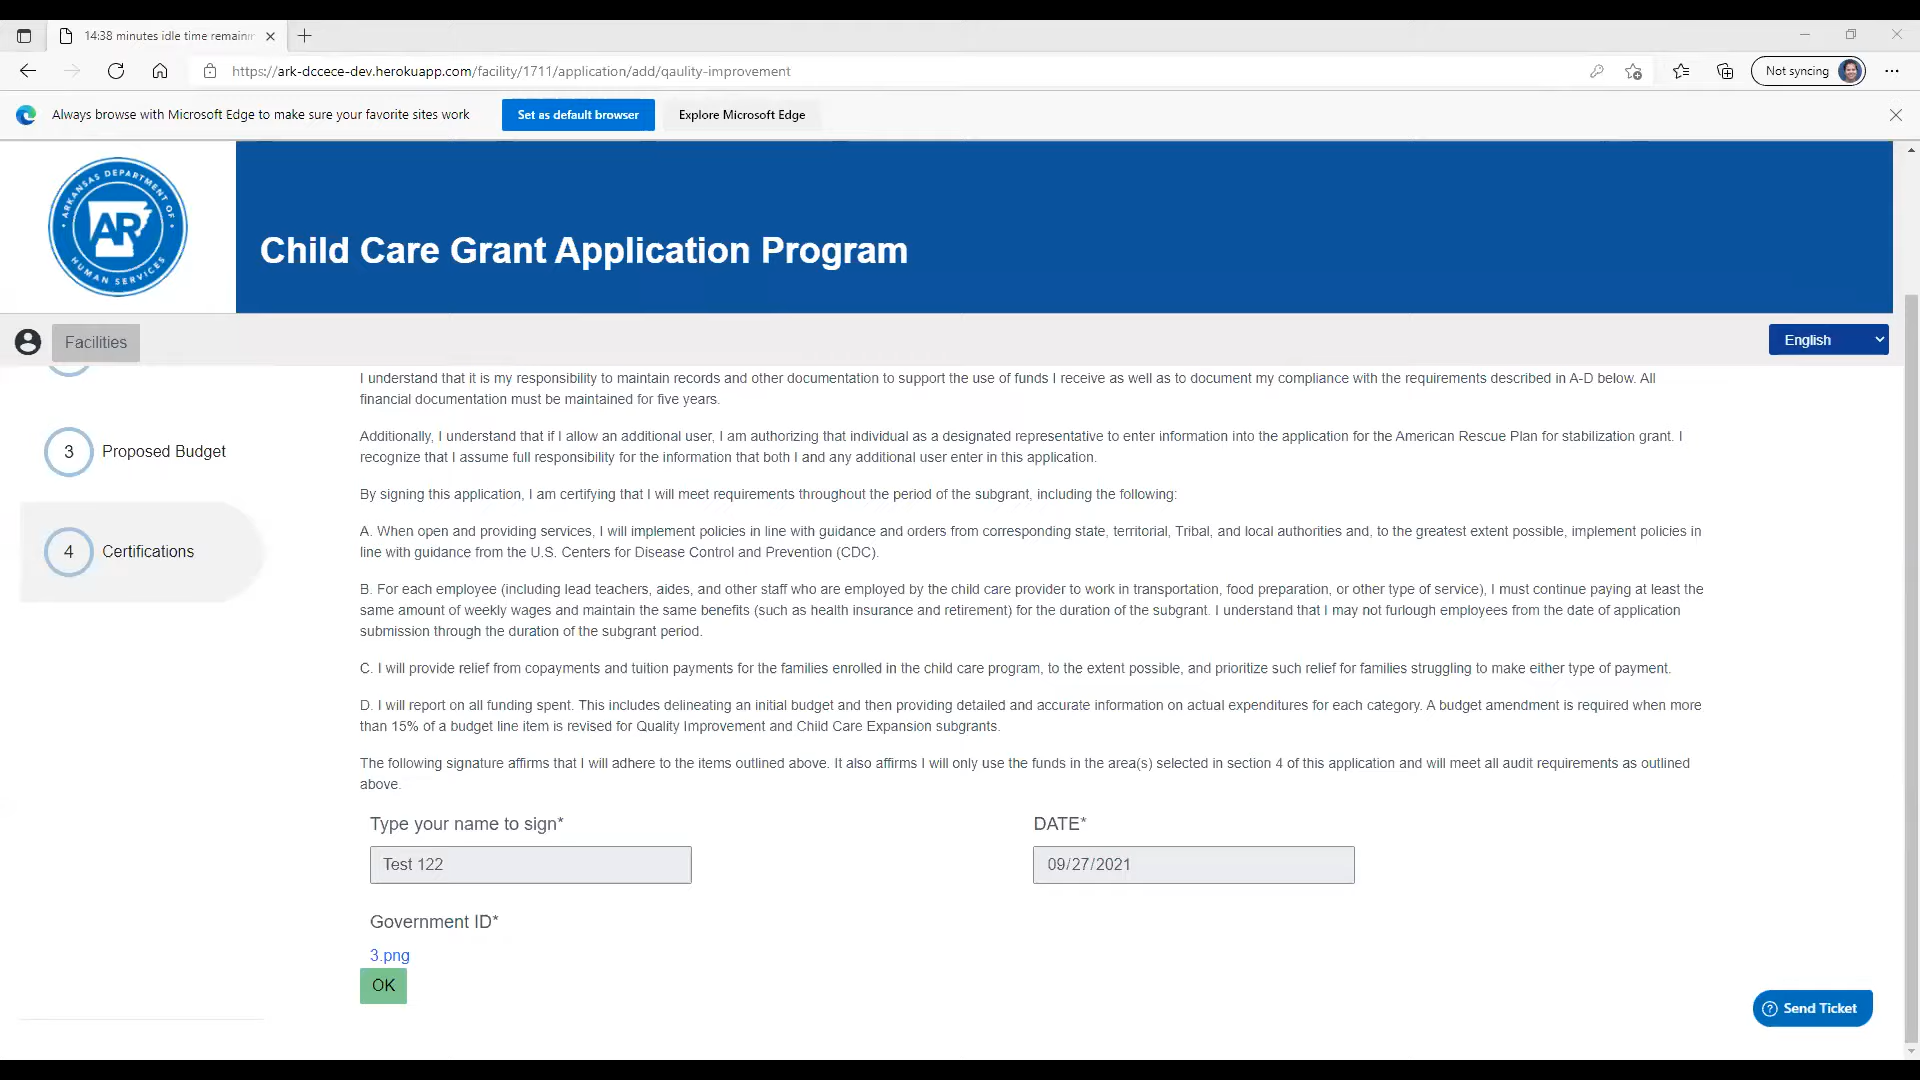 14:38 minutes idle time remainin
https://ark-dccece-dev.herokuapp.com/facility/1711/application/add/qaulity-improvement
Not syncing
Always browse with Microsoft Edge to make sure your favorite sites work
Set as default browser
Explore Microsoft Edge
ARKANSAS DEPARTMENT OF
AR
HUMAN SERVICES
Child Care Grant Application Program
Facilities
English
I understand that it is my responsibility to maintain records and other documentation to support the use of funds I receive as well as to document my compliance with the requirements described in A-D below. All
financial documentation must be maintained for five years.
3 Proposed Budget
Additionally, I understand that if I allow an additional user, I am authorizing that individual as a designated representative to enter information into the application for the American Rescue Plan for stabilization grant. I
recognize that I assume full responsibility for the information that both I and any additional user enter in this application.
By signing this application, I am certifying that I will meet requirements throughout the period of the subgrant, including the following:
4 Certifications
A. When open and providing services, I will implement policies in line with guidance and orders from corresponding state, territorial, Tribal, and local authorities and, to the greatest extent possible, implement policies in
line with guidance from the U.S. Centers for Disease Control and Prevention (CDC).
B. For each employee (including lead teachers, aides, and other staff who are employed by the child care provider to work in transportation, food preparation, or other type of service), I must continue paying at least the
same amount of weekly wages and maintain the same benefits (such as health insurance and retirement) for the duration of the subgrant. I understand that I may not furlough employees from the date of application
submission through the duration of the subgrant period.
C. I will provide relief from copayments and tuition payments for the families enrolled in the child care program, to the extent possible, and prioritize such relief for families struggling to make either type of payment.
D. I will report on all funding spent. This includes delineating an initial budget and then providing detailed and accurate information on actual expenditures for each category. A budget amendment is required when more
than 15% of a budget line item is revised for Quality Improvement and Child Care Expansion subgrants.
The following signature affirms that I will adhere to the items outlined above. It also affirms I will only use the funds in the area(s) selected in section 4 of this application and will meet all audit requirements as outlined
above.
Type your name to sign*
DATE*
Test 122
09/27/2021
Government ID*
3.png
OK
Send Ticket